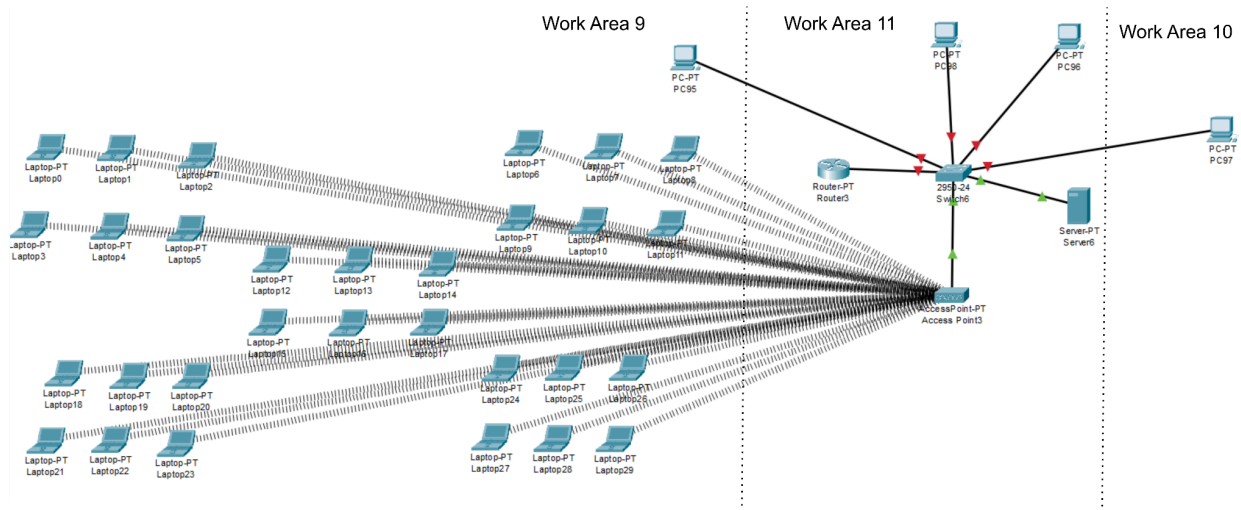 Work Area 9
Work Area 11
Work Area 10
PC-PT
PC95
PC-PT
PC98
PC-PT
PC96
PC-PT
PC97
Router-PT
Router3
2950-24
Switch6
Server-PT
Server6
AccessPoint-PT
Access Point3
Laptop-PT
Laptop0
Laptop-PT
Laptop1
Laptop-PT
Laptop2
Laptop-PT
Laptop6
Laptop-PT
Laptop7
Laptop-PT
Laptop8
Laptop-PT
Laptop3
Laptop-PT
Laptop4
Laptop-PT
Laptop5
Laptop-PT
Laptop9
Laptop-PT
Laptop10
Laptop-PT
Laptop11
Laptop-PT
Laptop12
Laptop-PT
Laptop13
Laptop-PT
Laptop14
Laptop-PT
Laptop15
Laptop-PT
Laptop16
Laptop-PT
Laptop17
Laptop-PT
Laptop18
Laptop-PT
Laptop19
Laptop-PT
Laptop20
Laptop-PT
Laptop24
Laptop-PT
Laptop25
Laptop-PT
Laptop26
Laptop-PT
Laptop21
Laptop-PT
Laptop22
Laptop-PT
Laptop23
Laptop-PT
Laptop27
Laptop-PT
Laptop28
Laptop-PT
Laptop29